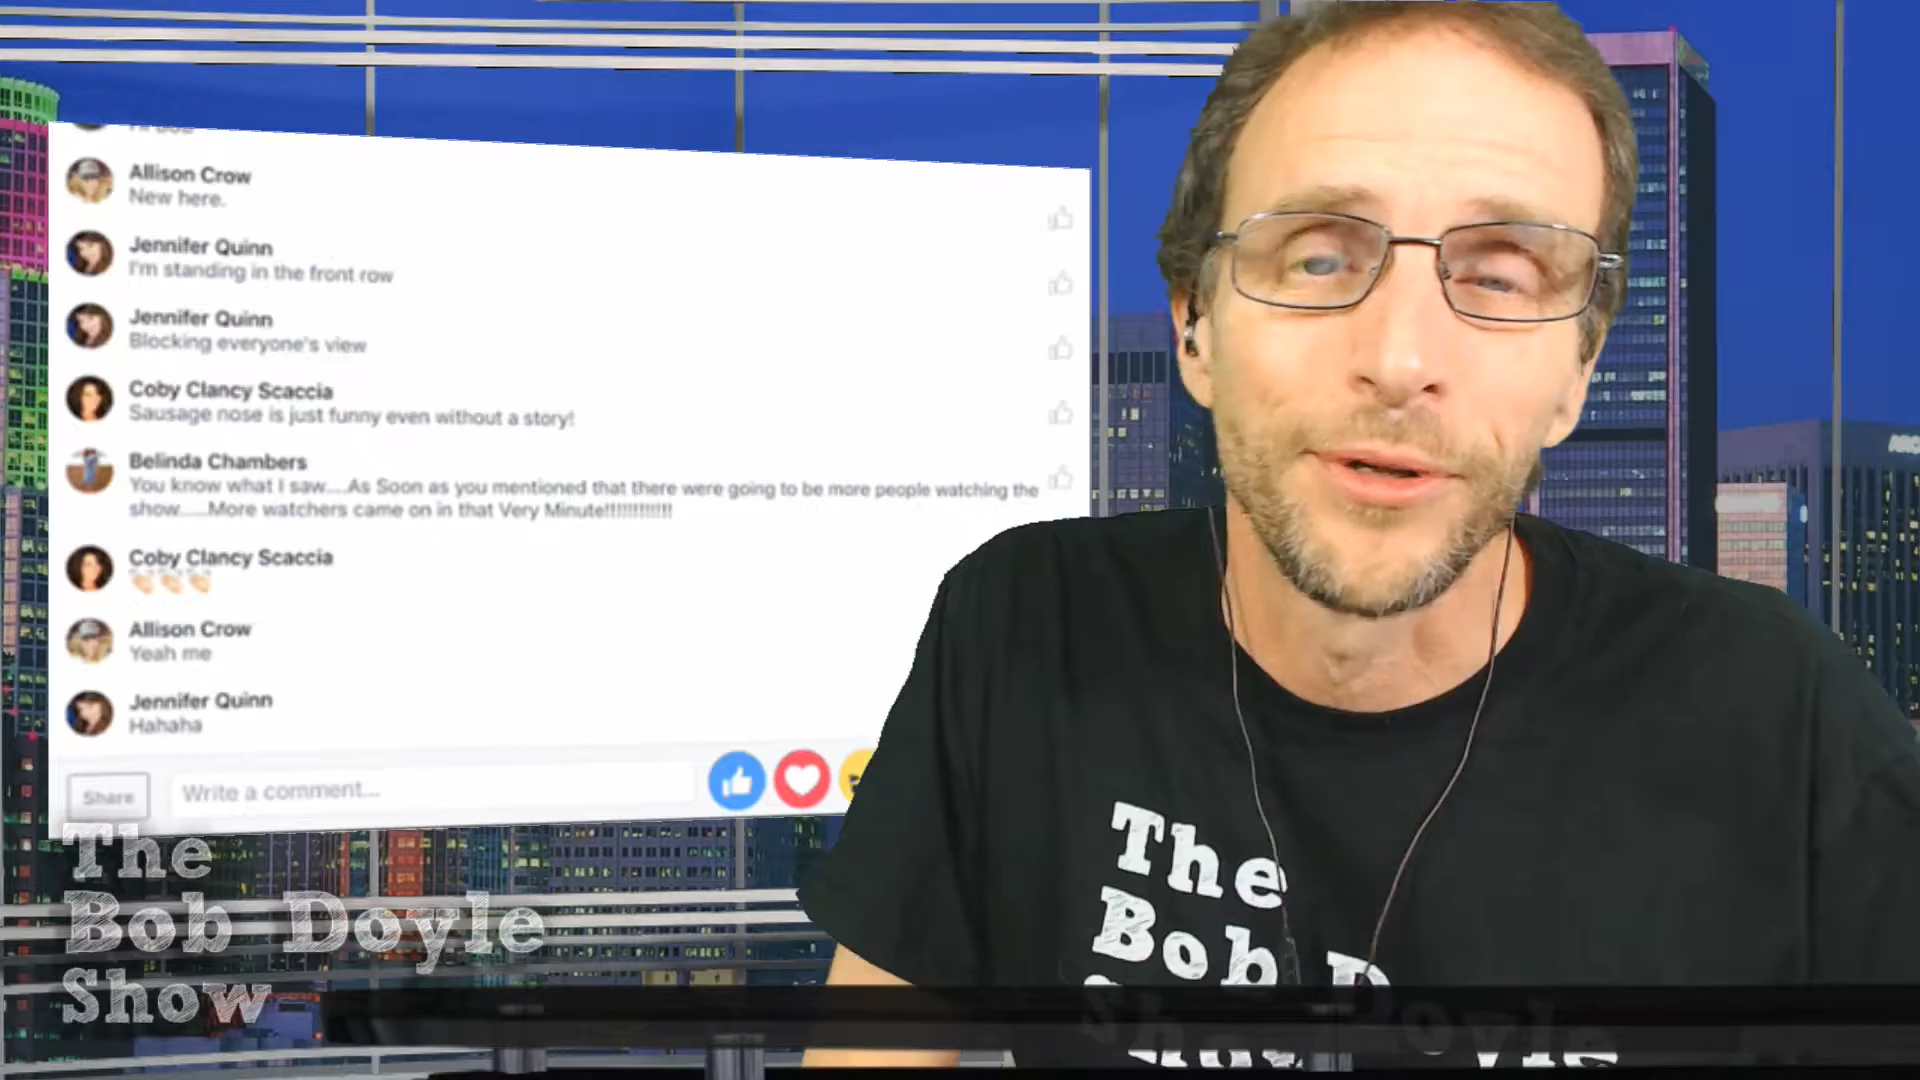 Allison Crow
New here.
Jennifer Quinn
I'm standing in the front row
Jennifer Quinn
Blocking everyone's view
Coby Clancy Scaccia
Sausage nose is just funny even without a story!
Belinda Chambers
You know what I saw....As Soon as you mentioned that there were going to be more people watching the
show.....More watchers came on in that Very Minute!!!!!!!!!!!!
Coby Clancy Scaccia
👏🏻👏🏻👏🏻
Allison Crow
Yeah me
Jennifer Quinn
Hahaha
Share
Write a comment...
The
Bob Doyle
Show
The
Bob Doyle
Show